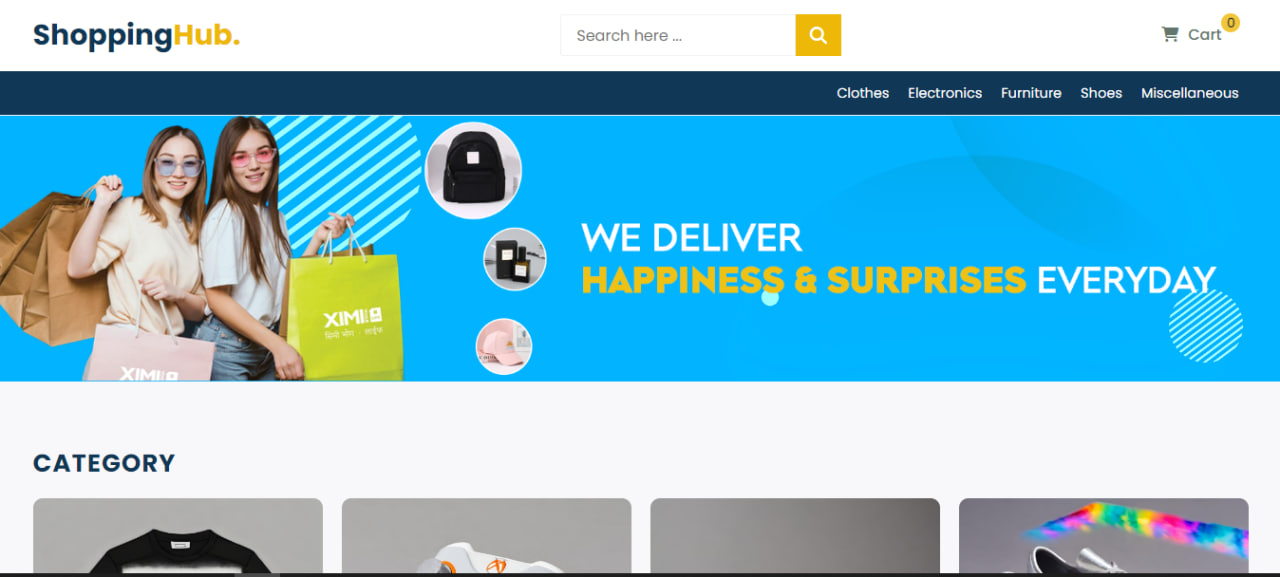 ShoppingHub.
Search here ...
Cart
0
Clothes Electronics Furniture Shoes Miscellaneous
WE DELIVER
HAPPINESS & SURPRISES EVERYDAY
XIMI
XIMI
CATEGORY